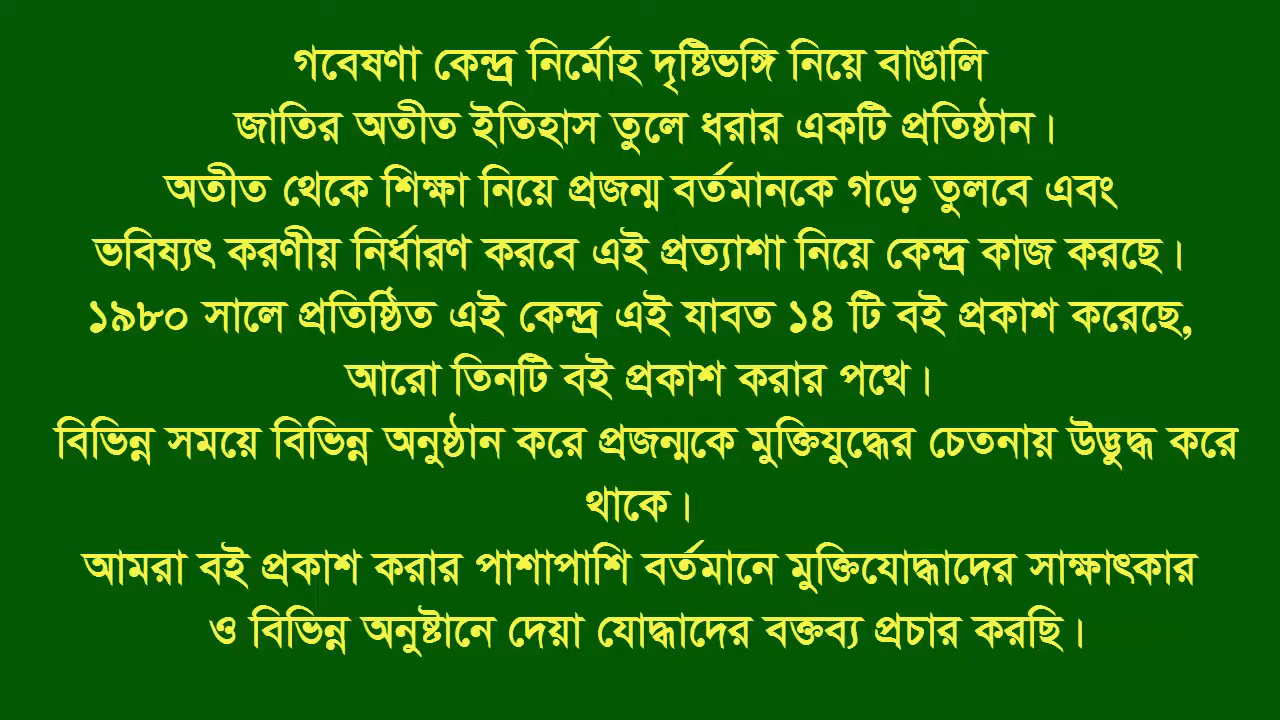 গবেষণা কেন্দ্র নির্মোহ দৃষ্টিভঙ্গি নিয়ে বাঙালি
জাতির অতীত ইতিহাস তুলে ধরার একটি প্রতিষ্ঠান।
অতীত থেকে শিক্ষা নিয়ে প্রজন্ম বর্তমানকে গড়ে তুলবে এবং
ভবিষ্যৎ করণীয় নির্ধারণ করবে এই প্রত্যাশা নিয়ে কেন্দ্র কাজ করছে।
১৯৮০ সালে প্রতিষ্ঠিত এই কেন্দ্র এই যাবত ১৪ টি বই প্রকাশ করেছে,
আরো তিনটি বই প্রকাশ করার পথে।
বিভিন্ন সময়ে বিভিন্ন অনুষ্ঠান করে প্রজন্মকে মুক্তিযুদ্ধের চেতনায় উদ্ভুদ্ধ করে
থাকে।
আমরা বই প্রকাশ করার পাশাপাশি বর্তমানে মুক্তিযোদ্ধাদের সাক্ষাৎকার
ও বিভিন্ন অনুষ্টানে দেয়া যোদ্ধাদের বক্তব্য প্রচার করছি।